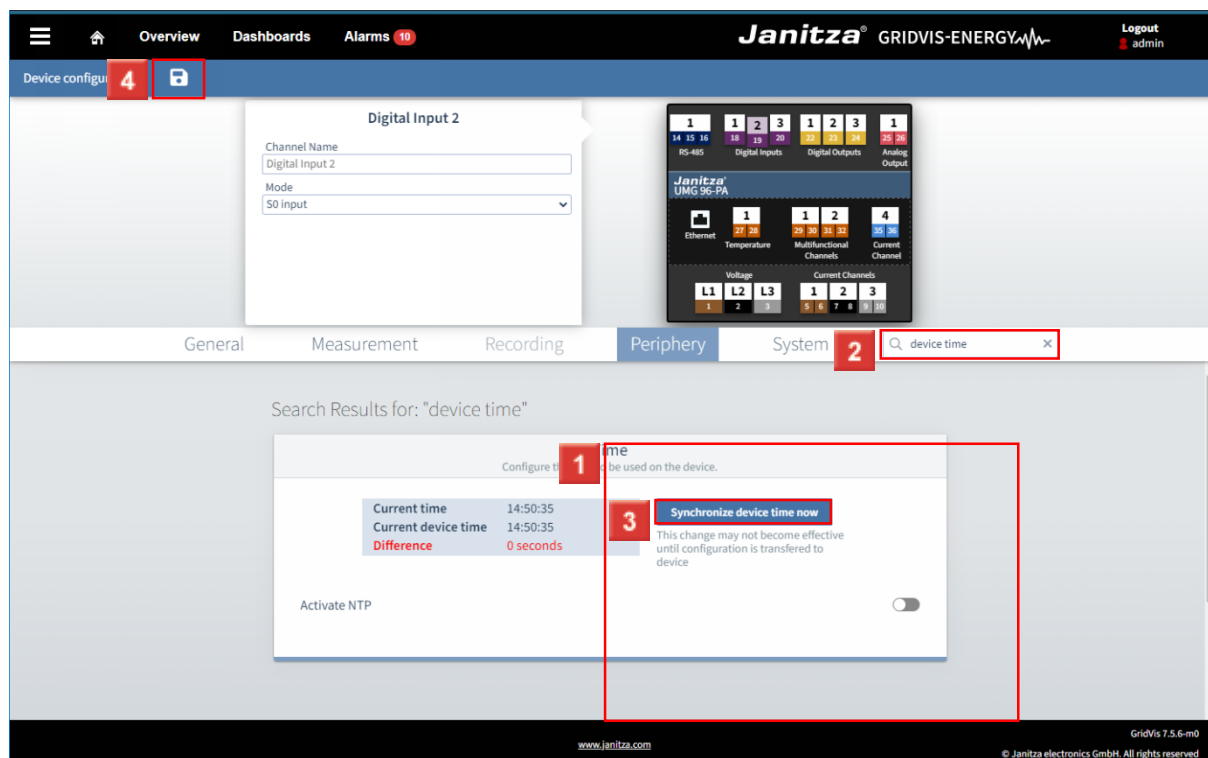 Overview Dashboards Alarms 10
Janitza® GRIDVIS-ENERGY
Logout
admin
Device configu
4
Digital Input 2
Channel Name
Digital Input 2
Mode
S0 input
1 1 2 3 1 2 3 1
14 15 16 18 19 20 22 23 24 25 26
RS-485 Digital Inputs Digital Outputs Analog
Output
Janitza®
UMG 96-PA
1 1 2 4
27 28 29 30 31 32 35 36
Ethernet Temperature Multifunctional Current
Channels Channel
Voltage Current Channels
L1 L2 L3 1 2 3
1 2 3 5 6 7 8 9 10
General Measurement Recording Periphery System
2
device time
Search Results for: "device time"
1
me
Configure th be used on the device.
Current time 14:50:35
Current device time 14:50:35
Difference 0 seconds
3
Synchronize device time now
This change may not become effective
until configuration is transfered to
device
Activate NTP
www.janitza.com
GridVis 7.5.6-m0
© Janitza electronics GmbH. All rights reserved